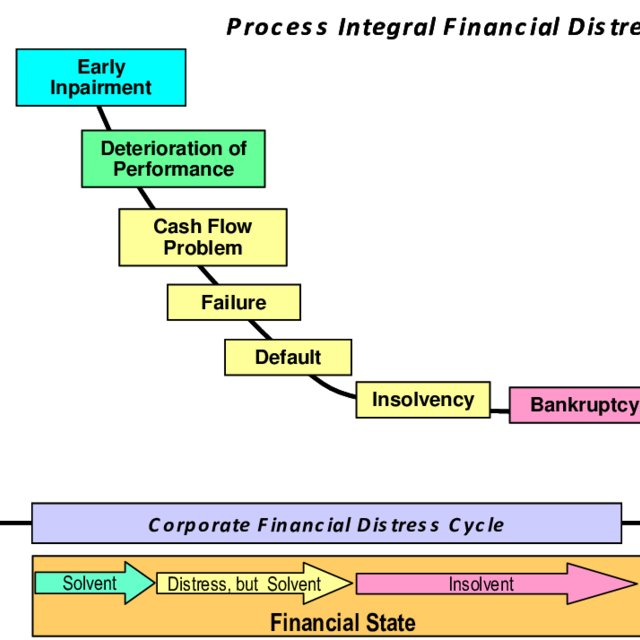 Process Integral Financial Distre
Early
Inpairment
Deterioration of
Performance
Cash Flow
Problem
Failure
Default
Insolvency
Bankruptcy
Corporate Financial Distress Cycle
Solvent
Distress, but Solvent
Insolvent
Financial State